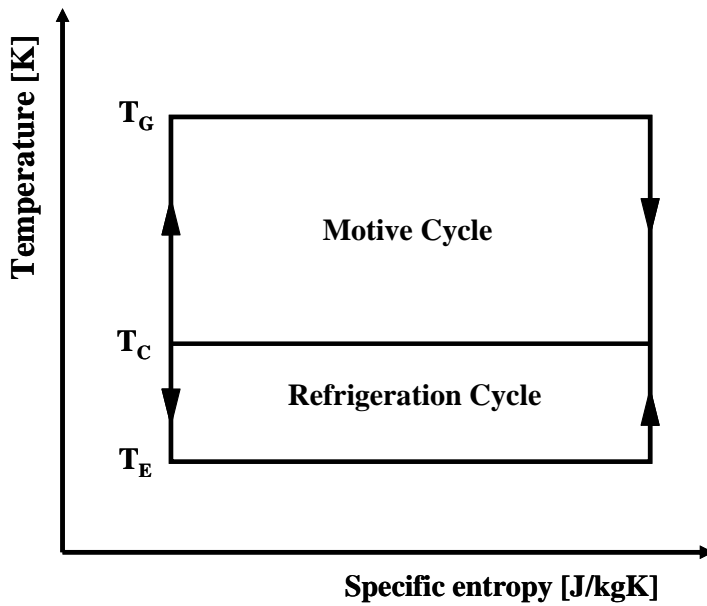 Temperature [K]
T_G
Motive Cycle
T_C
Refrigeration Cycle
T_E
Specific entropy [J/kgK]